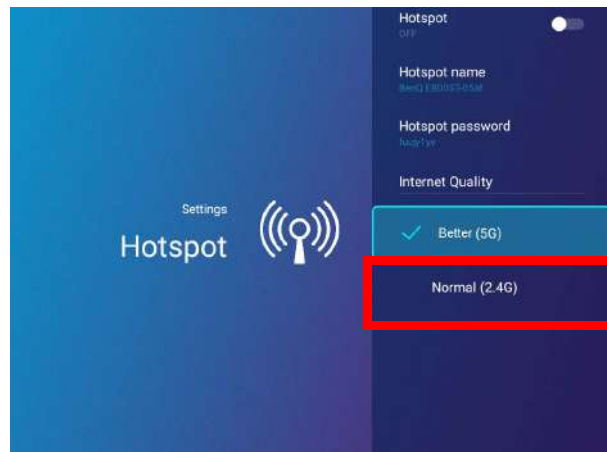 Hotspot
OFF
Hotspot name
Hotspot password
Internet Quality
Settings
Hotspot
Better (5G)
Normal (2.4G)